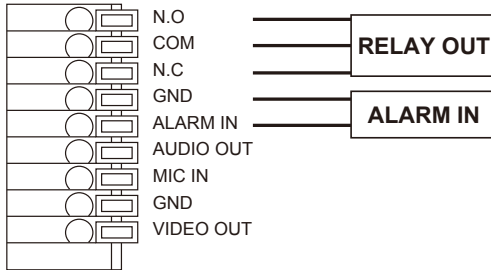 N.O
COM
N.C
GND
ALARM IN
AUDIO OUT
MIC IN
GND
VIDEO OUT
RELAY OUT
ALARM IN